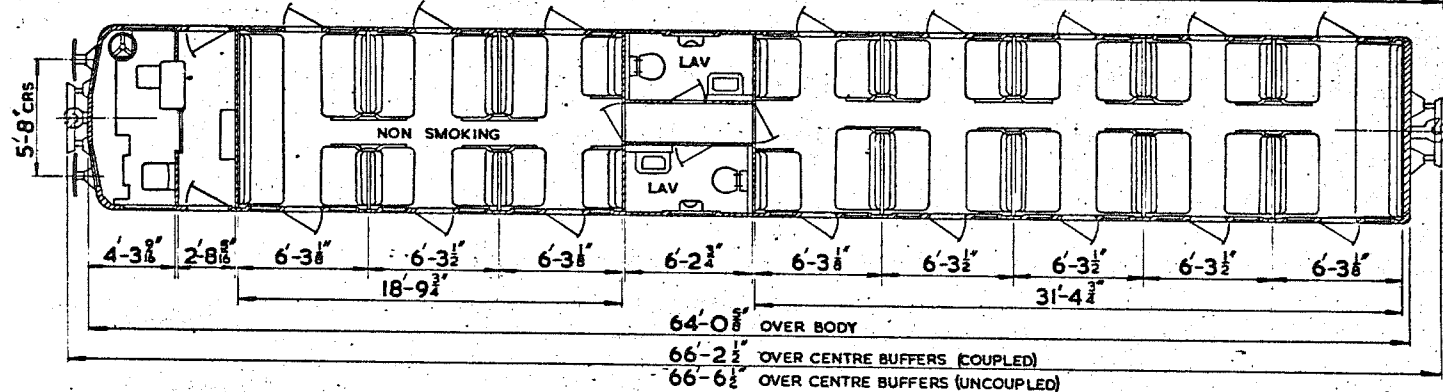 LAV
5'-8" CRS
NON SMOKING
LAV
4'-3 9/16" 2'-8 5/16" 6'-3 1/8" 6'-3 1/2" 6'-3 1/8" 6'-2 3/4" 6'-3 1/8" 6'-3 1/2" 6'-3 1/2" 6'-3 1/2" 6'-3 1/8"
18'-9 3/4" 31'-4 3/4"
64'-0 5/8" OVER BODY
66'-2 1/2" OVER CENTRE BUFFERS (COUPLED)
66'-6 1/2" OVER CENTRE BUFFERS (UNCOUPLED)